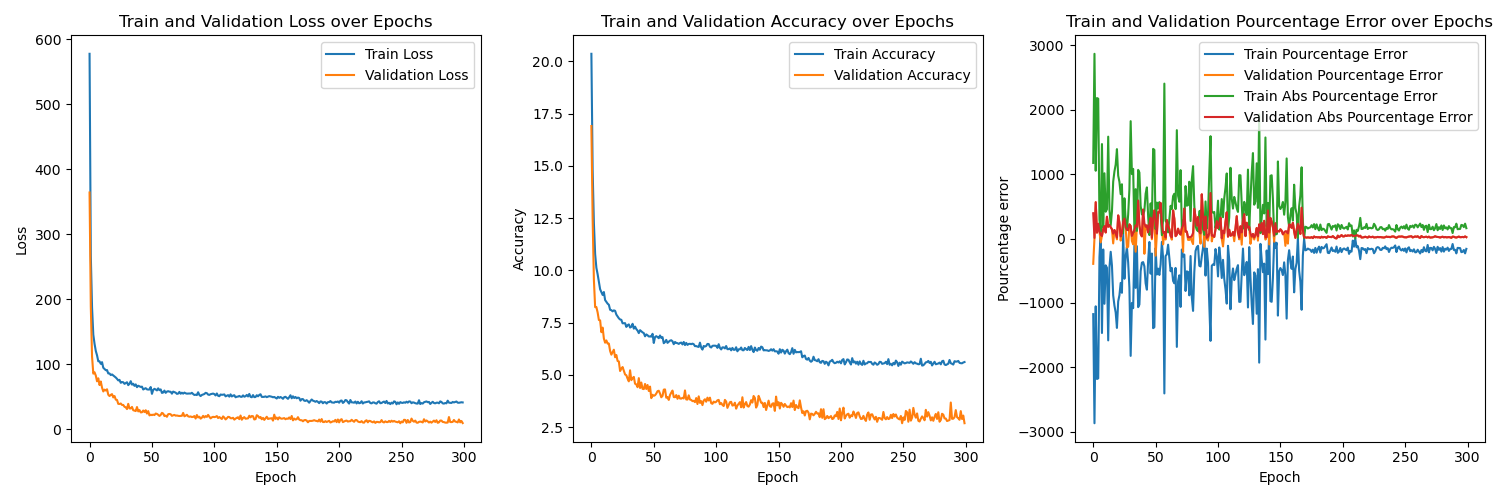 Train and Validation Loss over Epochs
600
500
400
300
200
100
0
Loss
0 50 100 150 200 250 300
Epoch
Train Loss
Validation Loss
Train and Validation Accuracy over Epochs
20.0
17.5
15.0
12.5
10.0
7.5
5.0
2.5
Accuracy
0 50 100 150 200 250 300
Epoch
Train Accuracy
Validation Accuracy
Train and Validation Pourcentage Error over Epochs
3000
2000
1000
0
−1000
−2000
−3000
Pourcentage error
0 50 100 150 200 250 300
Epoch
Train Pourcentage Error
Validation Pourcentage Error
Train Abs Pourcentage Error
Validation Abs Pourcentage Error